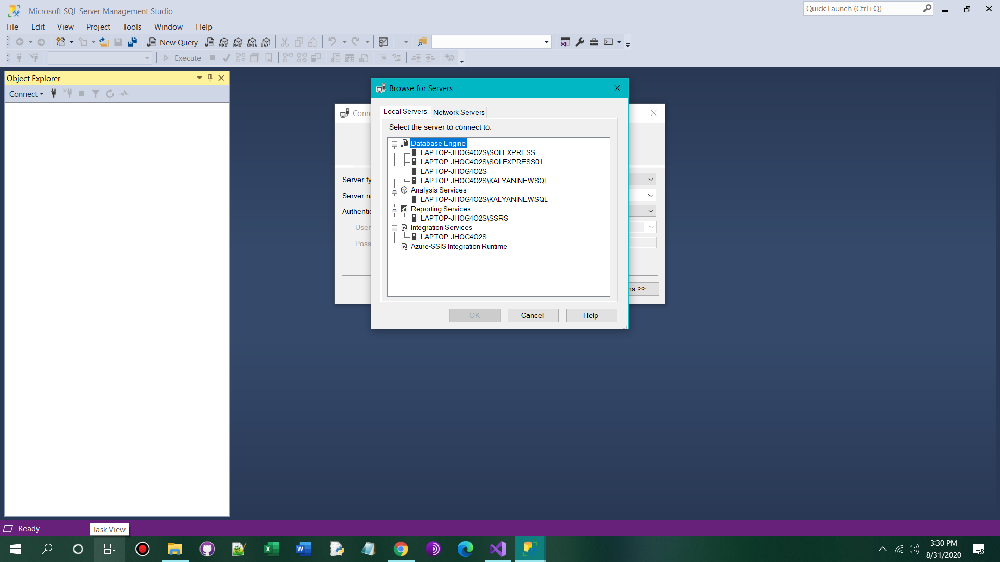 Microsoft SQL Server Management Studio
Quick Launch (Ctrl+Q)
File Edit View Project Tools Window Help
New Query MDX DMX XMLA DAX
Execute
Object Explorer
Connect
Browse for Servers
Conn
Local Servers Network Servers
Select the server to connect to:
Database Engine
LAPTOP-JHOG4O2S\SQLEXPRESS
LAPTOP-JHOG4O2S\SQLEXPRESS01
LAPTOP-JHOG4O2S
LAPTOP-JHOG4O2S\KALYANINEWSQL
Analysis Services
LAPTOP-JHOG4O2S\KALYANINEWSQL
Reporting Services
LAPTOP-JHOG4O2S\SSRS
Integration Services
LAPTOP-JHOG4O2S
Azure-SSIS Integration Runtime
Server ty
Server n
Authentic
User
Pass
ns >>
OK Cancel Help
Ready
Task View
3:30 PM
8/31/2020